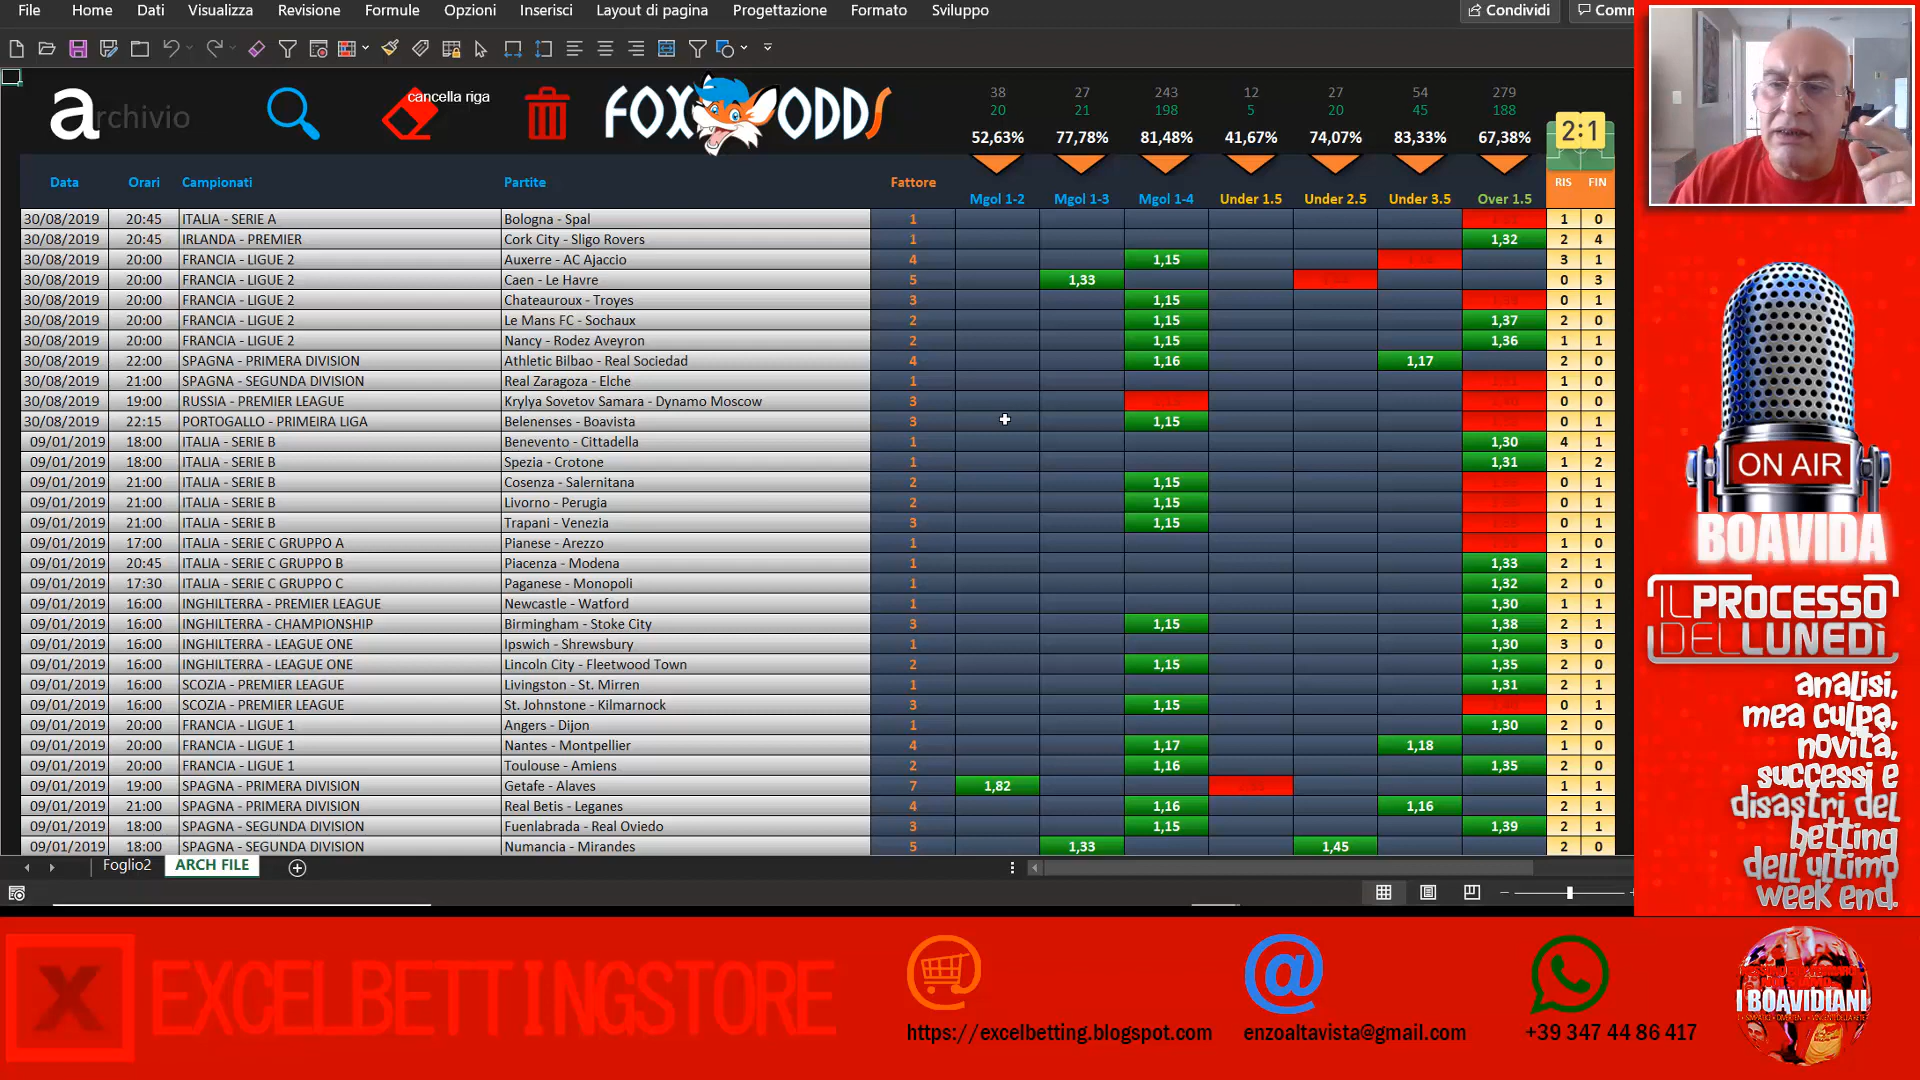 File Home Dati Visualizza Revisione Formule Opzioni Inserisci Layout di pagina Progettazione Formato Sviluppo Condividi Comm
archivio cancella riga FOX ODDS
38 27 243 12 27 54 279
20 21 198 5 20 45 188
52,63% 77,78% 81,48% 41,67% 74,07% 83,33% 67,38% 2:1
Data Orari Campionati Partite Fattore Mgol 1-2 Mgol 1-3 Mgol 1-4 Under 1.5 Under 2.5 Under 3.5 Over 1.5 RIS FIN
30/08/2019 20:45 ITALIA - SERIE A Bologna - Spal 1 1 0
30/08/2019 20:45 IRLANDA - PREMIER Cork City - Sligo Rovers 1 1,32 2 4
30/08/2019 20:00 FRANCIA - LIGUE 2 Auxerre - AC Ajaccio 4 1,15 3 1
30/08/2019 20:00 FRANCIA - LIGUE 2 Caen - Le Havre 5 1,33 0 3
30/08/2019 20:00 FRANCIA - LIGUE 2 Chateauroux - Troyes 3 1,15 0 1
30/08/2019 20:00 FRANCIA - LIGUE 2 Le Mans FC - Sochaux 2 1,15 1,37 2 0
30/08/2019 20:00 FRANCIA - LIGUE 2 Nancy - Rodez Aveyron 2 1,15 1,36 1 1
30/08/2019 22:00 SPAGNA - PRIMERA DIVISION Athletic Bilbao - Real Sociedad 4 1,16 1,17 2 0
30/08/2019 21:00 SPAGNA - SEGUNDA DIVISION Real Zaragoza - Elche 1 1 0
30/08/2019 19:00 RUSSIA - PREMIER LEAGUE Krylya Sovetov Samara - Dynamo Moscow 3 0 0
30/08/2019 22:15 PORTOGALLO - PRIMEIRA LIGA Belenenses - Boavista 3 1,15 0 1
09/01/2019 18:00 ITALIA - SERIE B Benevento - Cittadella 1 1,30 4 1
09/01/2019 18:00 ITALIA - SERIE B Spezia - Crotone 1 1,31 1 2
09/01/2019 21:00 ITALIA - SERIE B Cosenza - Salernitana 2 1,15 0 1
09/01/2019 21:00 ITALIA - SERIE B Livorno - Perugia 2 1,15 0 1
09/01/2019 21:00 ITALIA - SERIE B Trapani - Venezia 3 1,15 0 1
09/01/2019 17:00 ITALIA - SERIE C GRUPPO A Pianese - Arezzo 1 1 0
09/01/2019 20:45 ITALIA - SERIE C GRUPPO B Piacenza - Modena 1 1,33 2 1
09/01/2019 17:30 ITALIA - SERIE C GRUPPO C Paganese - Monopoli 1 1,32 2 0
09/01/2019 16:00 INGHILTERRA - PREMIER LEAGUE Newcastle - Watford 1 1,30 1 1
09/01/2019 16:00 INGHILTERRA - CHAMPIONSHIP Birmingham - Stoke City 3 1,15 1,38 2 1
09/01/2019 16:00 INGHILTERRA - LEAGUE ONE Ipswich - Shrewsbury 1 1,30 3 0
09/01/2019 16:00 INGHILTERRA - LEAGUE ONE Lincoln City - Fleetwood Town 2 1,15 1,35 2 0
09/01/2019 16:00 SCOZIA - PREMIER LEAGUE Livingston - St. Mirren 1 1,31 2 1
09/01/2019 16:00 SCOZIA - PREMIER LEAGUE St. Johnstone - Kilmarnock 3 1,15 0 1
09/01/2019 20:00 FRANCIA - LIGUE 1 Angers - Dijon 1 1,30 2 0
09/01/2019 20:00 FRANCIA - LIGUE 1 Nantes - Montpellier 4 1,17 1,18 1 0
09/01/2019 20:00 FRANCIA - LIGUE 1 Toulouse - Amiens 2 1,16 1,35 2 0
09/01/2019 19:00 SPAGNA - PRIMERA DIVISION Getafe - Alaves 7 1,82 1 1
09/01/2019 21:00 SPAGNA - PRIMERA DIVISION Real Betis - Leganes 4 1,16 1,16 2 1
09/01/2019 18:00 SPAGNA - SEGUNDA DIVISION Fuenlabrada - Real Oviedo 3 1,15 1,39 2 1
09/01/2019 18:00 SPAGNA - SEGUNDA DIVISION Numancia - Mirandes 5 1,33 1,45 2 0
Foglio2 ARCH FILE
ON AIR
BOAVIDA
IL PROCESSO
DEL LUNEDÌ
analisi,
mea culpa,
novità,
successi e
disastri del
betting
dell'ultimo
week end.
X EXCELBETTINGSTORE
https://excelbetting.blogspot.com
enzoaltavista@gmail.com
+39 347 44 86 417
I BOAVIDIANI